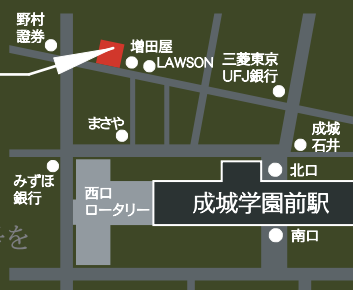 野村
證券
増田屋
LAWSON
三菱東京
UFJ銀行
まさや
成城
石井
みずほ
銀行
西口
ロータリー
北口
成城学園前駅
南口
を